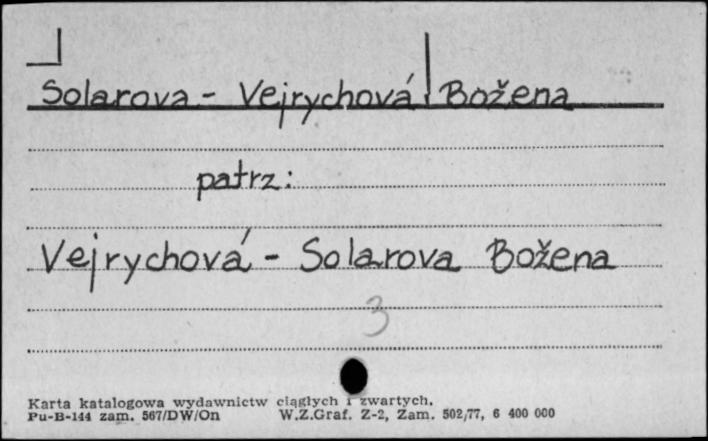 Solarova - Vejrychová Božena
patrz:
Vejrychová - Solarova Božena
3
Karta katalogowa wydawnictw ciągłych i zwartych.
Pu-B-144 zam. 567/DW/On W.Z.Graf. Z-2, Zam. 502/77, 6 400 000